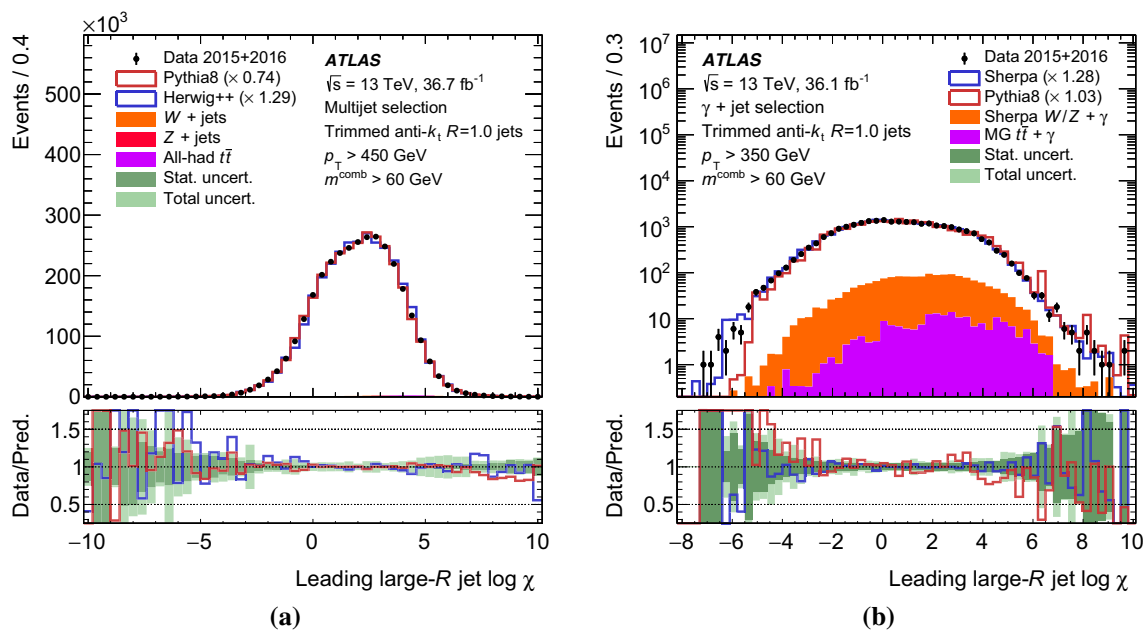 ×10³
Events / 0.4
500
400
300
200
100
0
Data 2015+2016
Pythia8 (× 0.74)
Herwig++ (× 1.29)
W + jets
Z + jets
All-had tt̄
Stat. uncert.
Total uncert.
ATLAS
√s = 13 TeV, 36.7 fb⁻¹
Multijet selection
Trimmed anti-kₜ R=1.0 jets
p_T > 450 GeV
m^comb > 60 GeV
Data/Pred.
1.5
1
0.5
−10 −5 0 5 10
Leading large-R jet log χ
(a)
Events / 0.3
10⁷
10⁶
10⁵
10⁴
10³
10²
10
1
ATLAS
√s = 13 TeV, 36.1 fb⁻¹
γ + jet selection
Trimmed anti-kₜ R=1.0 jets
p_T > 350 GeV
m^comb > 60 GeV
Data 2015+2016
Sherpa (× 1.28)
Pythia8 (× 1.03)
Sherpa W/Z + γ
MG tt̄ + γ
Stat. uncert.
Total uncert.
Data/Pred.
1.5
1
0.5
−8 −6 −4 −2 0 2 4 6 8 10
Leading large-R jet log χ
(b)